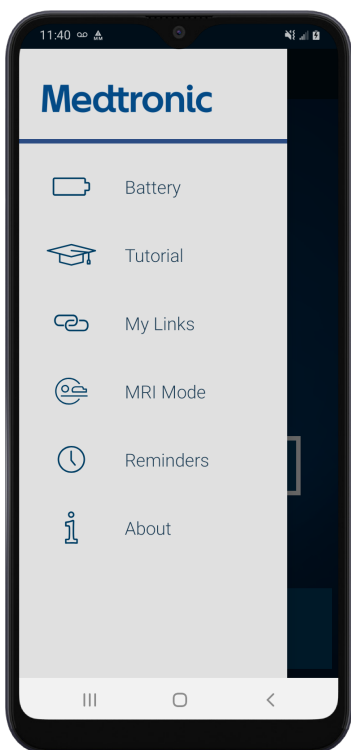 11:40
Medtronic
Battery
Tutorial
My Links
MRI Mode
Reminders
About